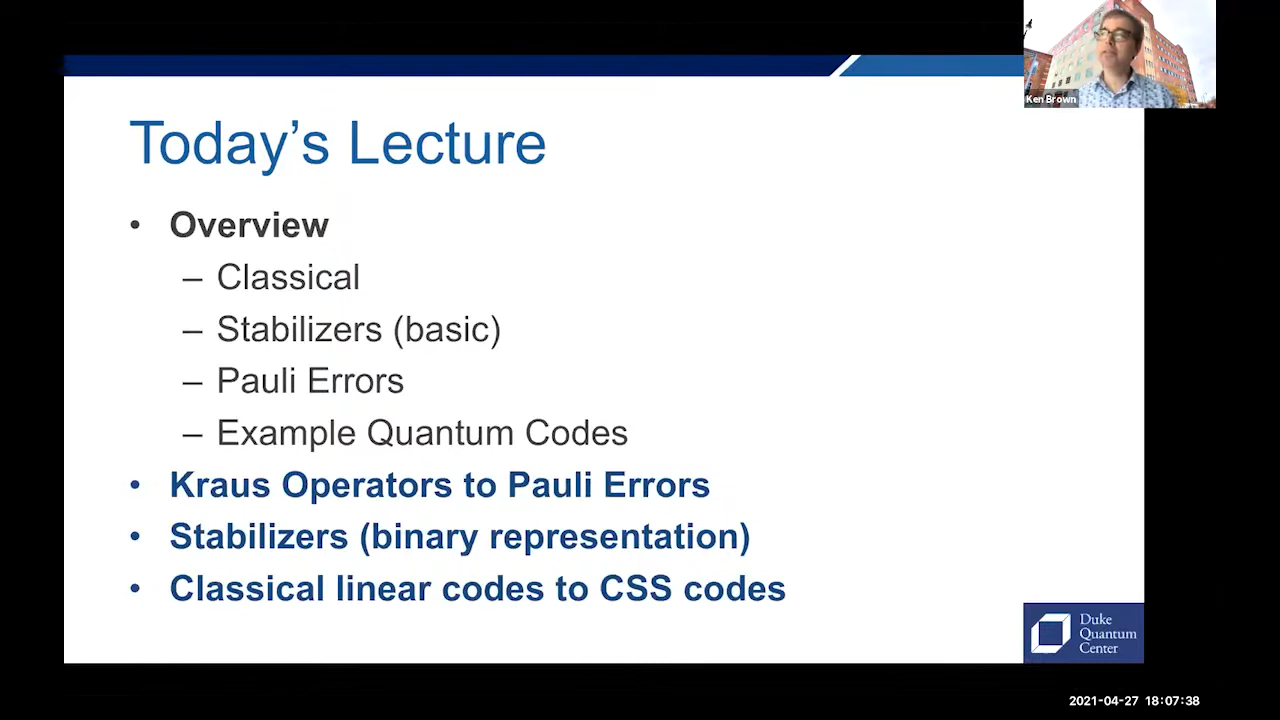 Ken Brown
Today's Lecture
• Overview
– Classical
– Stabilizers (basic)
– Pauli Errors
– Example Quantum Codes
• Kraus Operators to Pauli Errors
• Stabilizers (binary representation)
• Classical linear codes to CSS codes
Duke
Quantum
Center
2021-04-27 18:07:38